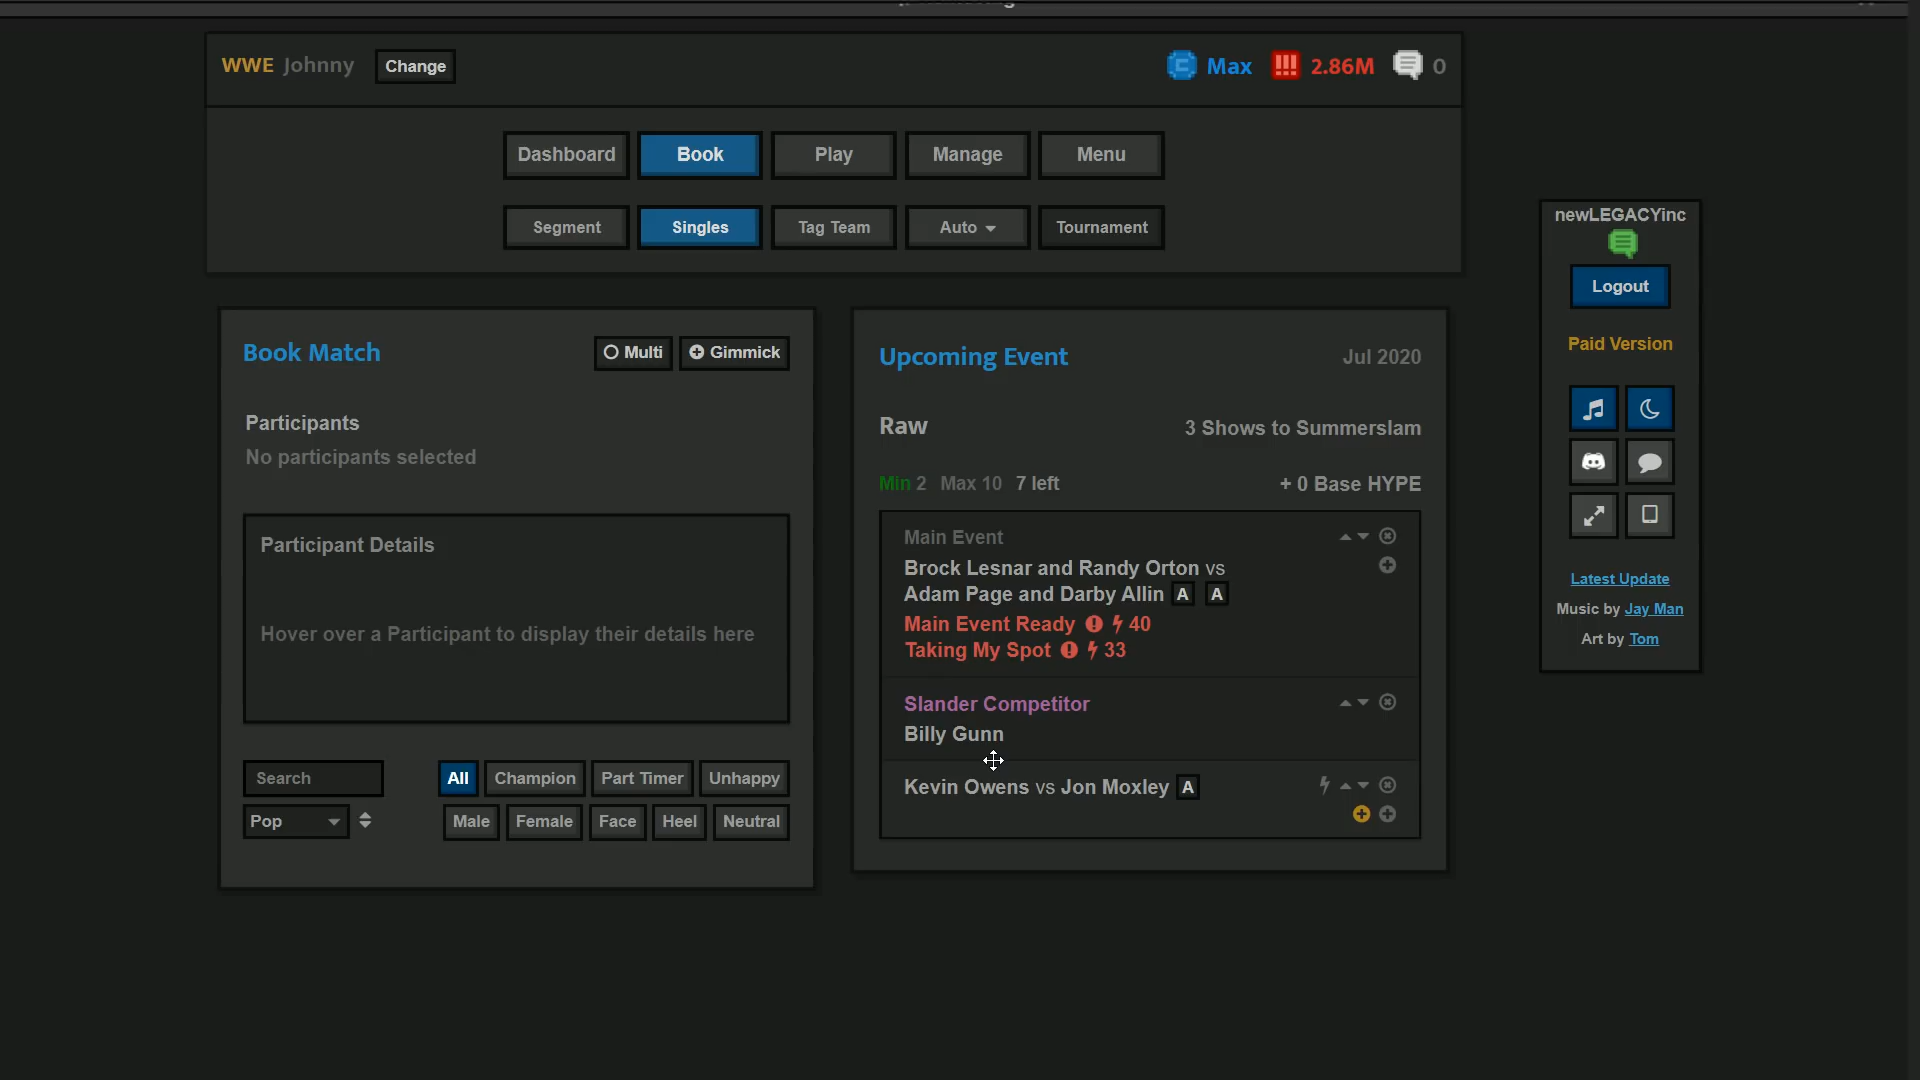 WWE Johnny Change Max 2.86M 0
Dashboard Book Play Manage Menu
Segment Singles Tag Team Auto Tournament
newLEGACYinc
Logout
Paid Version
Latest Update
Music by Jay Man
Art by Tom
Book Match Multi Gimmick
Participants
No participants selected
Participant Details
Hover over a Participant to display their details here
Search All Champion Part Timer Unhappy
Pop Male Female Face Heel Neutral
Upcoming Event Jul 2020
Raw 3 Shows to Summerslam
Min 2 Max 10 7 left + 0 Base HYPE
Main Event
Brock Lesnar and Randy Orton vs
Adam Page and Darby Allin A A
Main Event Ready 40
Taking My Spot 33
Slander Competitor
Billy Gunn
Kevin Owens vs Jon Moxley A